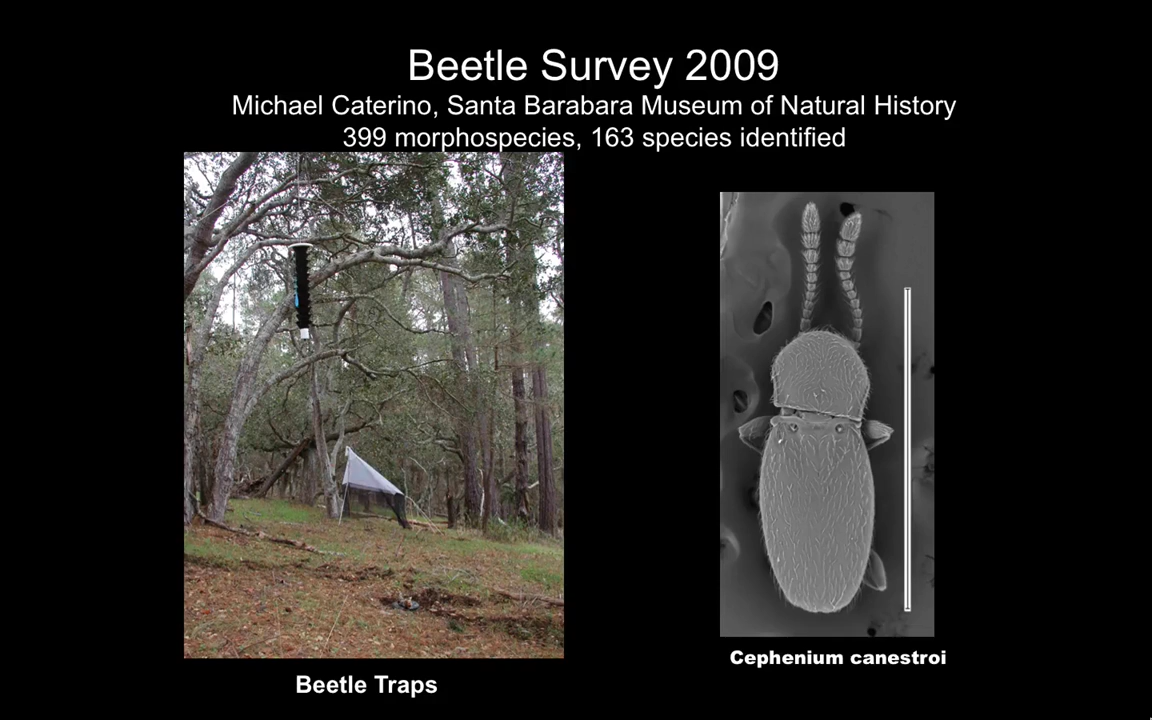 Beetle Survey 2009
Michael Caterino, Santa Barabara Museum of Natural History
399 morphospecies, 163 species identified
Cephenium canestroi
Beetle Traps